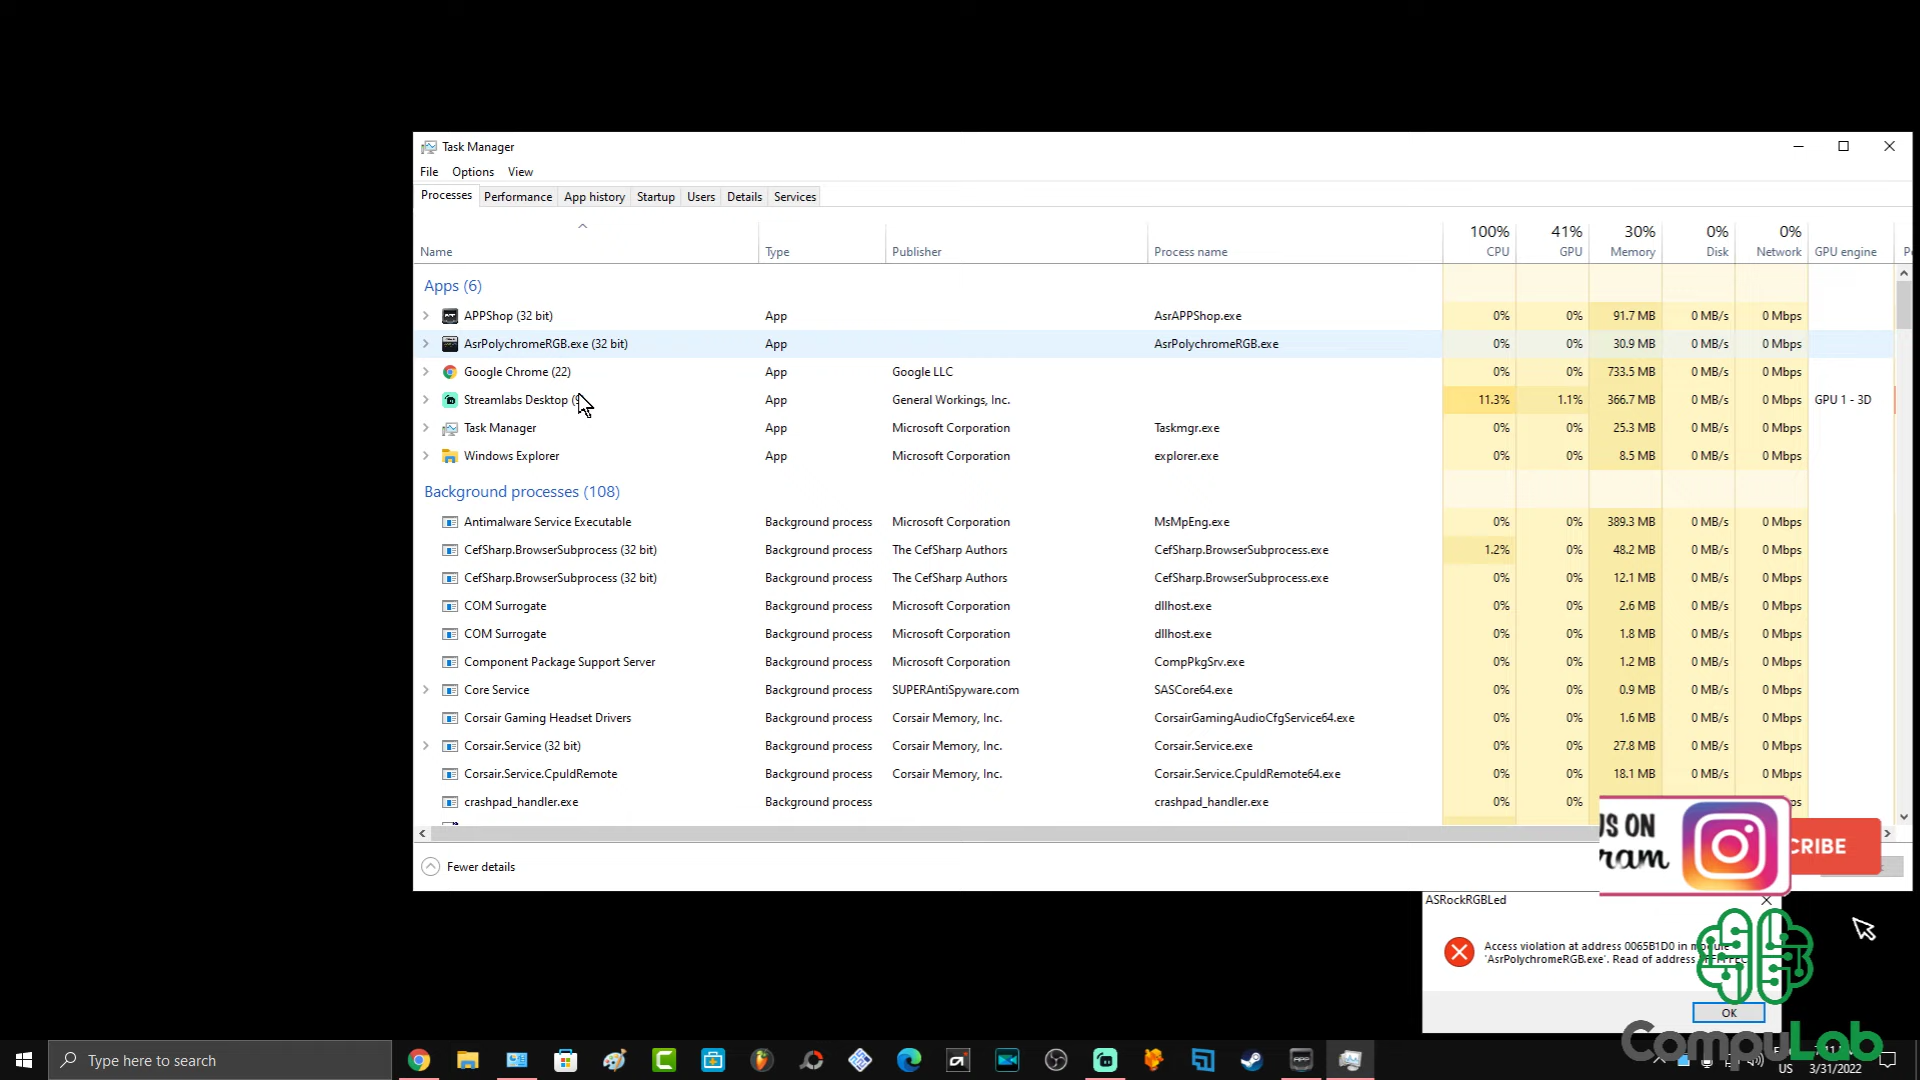 Task Manager
File Options View
Processes Performance App history Startup Users Details Services
100% 41% 30% 0% 0%
Name Type Publisher Process name CPU GPU Memory Disk Network GPU engine
Apps (6)
APPShop (32 bit) App AsrAPPShop.exe 0% 0% 91.7 MB 0 MB/s 0 Mbps
AsrPolychromeRGB.exe (32 bit) App AsrPolychromeRGB.exe 0% 0% 30.9 MB 0 MB/s 0 Mbps
Google Chrome (22) App Google LLC 0% 0% 733.5 MB 0 MB/s 0 Mbps
Streamlabs Desktop App General Workings, Inc. 11.3% 1.1% 366.7 MB 0 MB/s 0 Mbps GPU 1 - 3D
Task Manager App Microsoft Corporation Taskmgr.exe 0% 0% 25.3 MB 0 MB/s 0 Mbps
Windows Explorer App Microsoft Corporation explorer.exe 0% 0% 8.5 MB 0 MB/s 0 Mbps
Background processes (108)
Antimalware Service Executable Background process Microsoft Corporation MsMpEng.exe 0% 0% 389.3 MB 0 MB/s 0 Mbps
CefSharp.BrowserSubprocess (32 bit) Background process The CefSharp Authors CefSharp.BrowserSubprocess.exe 1.2% 0% 48.2 MB 0 MB/s 0 Mbps
CefSharp.BrowserSubprocess (32 bit) Background process The CefSharp Authors CefSharp.BrowserSubprocess.exe 0% 0% 12.1 MB 0 MB/s 0 Mbps
COM Surrogate Background process Microsoft Corporation dllhost.exe 0% 0% 2.6 MB 0 MB/s 0 Mbps
COM Surrogate Background process Microsoft Corporation dllhost.exe 0% 0% 1.8 MB 0 MB/s 0 Mbps
Component Package Support Server Background process Microsoft Corporation CompPkgSrv.exe 0% 0% 1.2 MB 0 MB/s 0 Mbps
Core Service Background process SUPERAntiSpyware.com SASCore64.exe 0% 0% 0.9 MB 0 MB/s 0 Mbps
Corsair Gaming Headset Drivers Background process Corsair Memory, Inc. CorsairGamingAudioCfgService64.exe 0% 0% 1.6 MB 0 MB/s 0 Mbps
Corsair.Service (32 bit) Background process Corsair Memory, Inc. Corsair.Service.exe 0% 0% 27.8 MB 0 MB/s 0 Mbps
Corsair.Service.CpuIdRemote Background process Corsair Memory, Inc. Corsair.Service.CpuIdRemote64.exe 0% 0% 18.1 MB 0 MB/s 0 Mbps
crashpad_handler.exe Background process crashpad_handler.exe 0% 0%
US ON
ram
CRIBE
Fewer details
ASRockRGBLed
Access violation at address 0065B1D0 in module
'AsrPolychromeRGB.exe'. Read of address
OK
CompuLab
Type here to search
US 3/31/2022